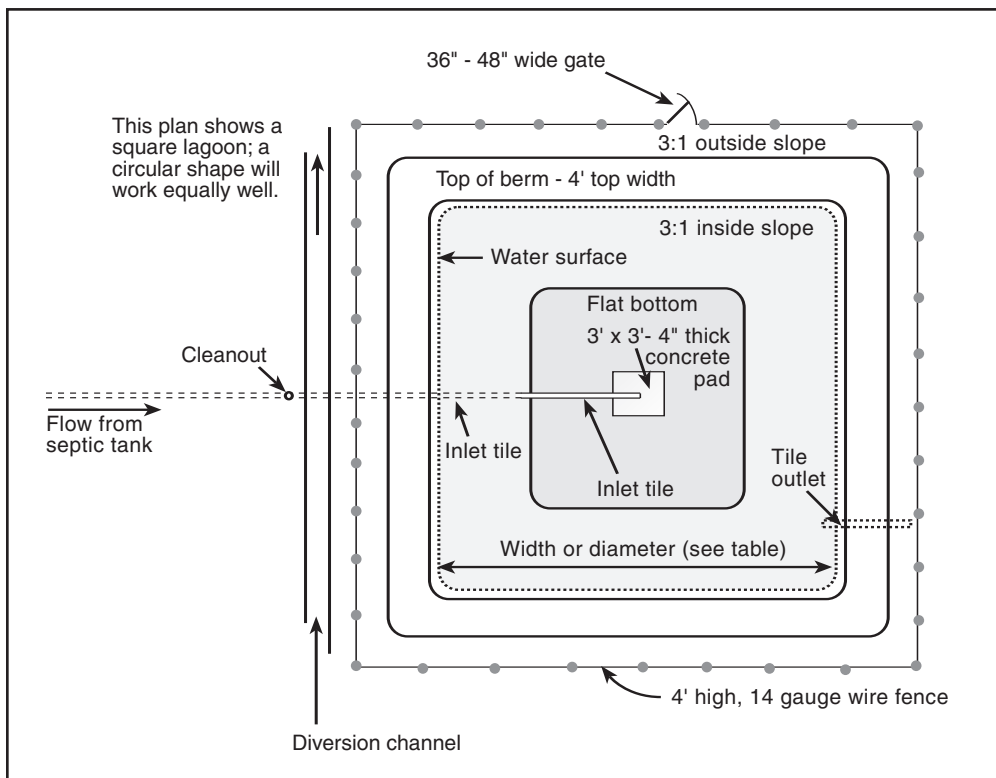 36" - 48" wide gate
This plan shows a
square lagoon; a
circular shape will
work equally well.
3:1 outside slope
Top of berm - 4' top width
3:1 inside slope
Water surface
Flat bottom
3' x 3'- 4" thick
concrete
pad
Cleanout
Flow from
septic tank
Inlet tile
Inlet tile
Tile
outlet
Width or diameter (see table)
4' high, 14 gauge wire fence
Diversion channel